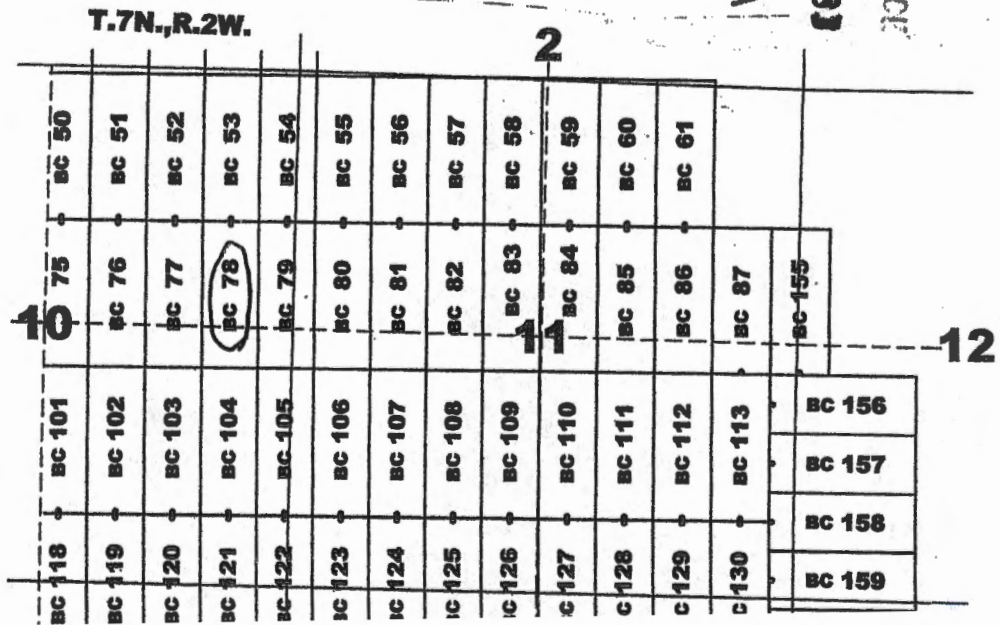 T.7N.,R.2W.
2
BC 50
BC 51
BC 52
BC 53
BC 54
BC 55
BC 56
BC 57
BC 58
BC 59
BC 60
BC 61
BC 75
BC 76
BC 77
BC 78
BC 79
BC 80
BC 81
BC 82
BC 83
BC 84
BC 85
BC 86
BC 87
BC 155
10
11
12
BC 101
BC 102
BC 103
BC 104
BC 105
BC 106
BC 107
BC 108
BC 109
BC 110
BC 111
BC 112
BC 113
BC 156
BC 157
BC 158
BC 159
BC 118
BC 119
BC 120
BC 121
BC 122
BC 123
BC 124
BC 125
C 126
C 127
C 128
C 129
C 130